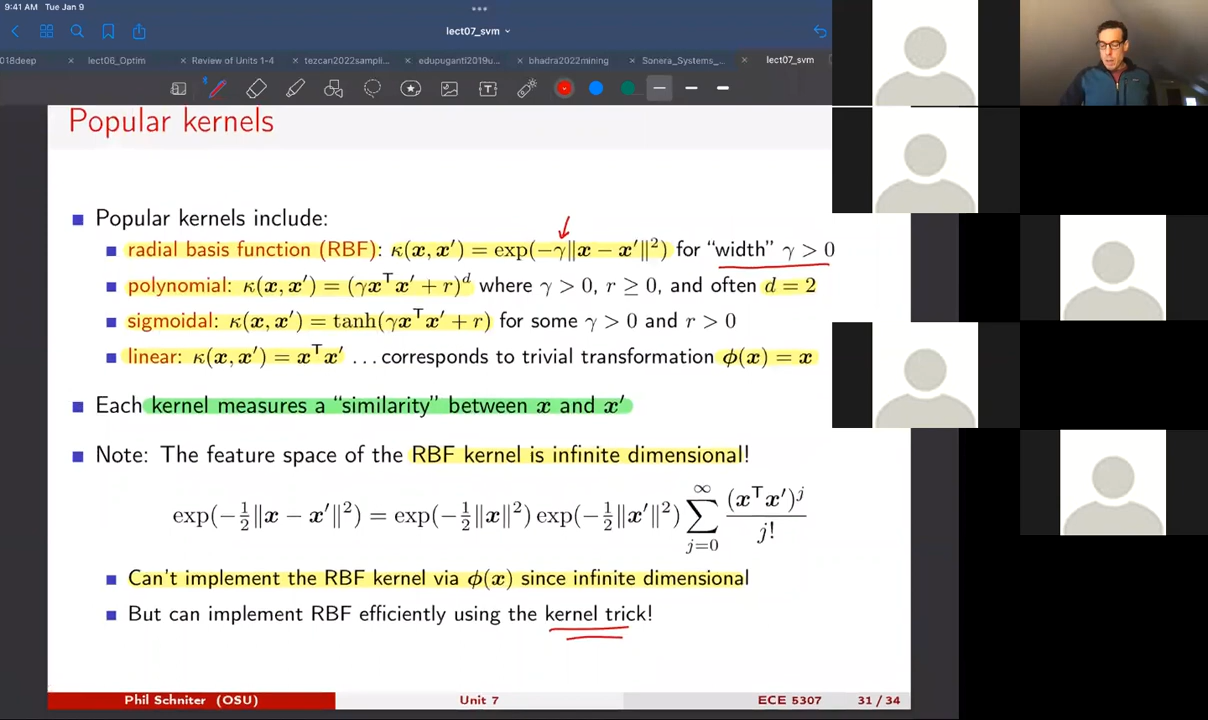 9:41 AM Tue Jan 9
lect07_svm
018deep
lect06_Optim
Review of Units 1-4
tezcan2022sampli...
edupuganti2019u...
bhadra2022mining
Sonera_Systems_...
lect07_svm
Popular kernels
Popular kernels include:
radial basis function (RBF): κ(x, x′) = exp(−γ‖x − x′‖²) for “width” γ > 0
polynomial: κ(x, x′) = (γxᵀx′ + r)ᵈ where γ > 0, r ≥ 0, and often d = 2
sigmoidal: κ(x, x′) = tanh(γxᵀx′ + r) for some γ > 0 and r > 0
linear: κ(x, x′) = xᵀx′ ... corresponds to trivial transformation ϕ(x) = x
Each kernel measures a “similarity” between x and x′
Note: The feature space of the RBF kernel is infinite dimensional!
exp(−½‖x − x′‖²) = exp(−½‖x‖²) exp(−½‖x′‖²) ∑_{j=0}^{∞} (xᵀx′)ʲ / j!
Can't implement the RBF kernel via ϕ(x) since infinite dimensional
But can implement RBF efficiently using the kernel trick!
Phil Schniter (OSU) Unit 7 ECE 5307 31 / 34